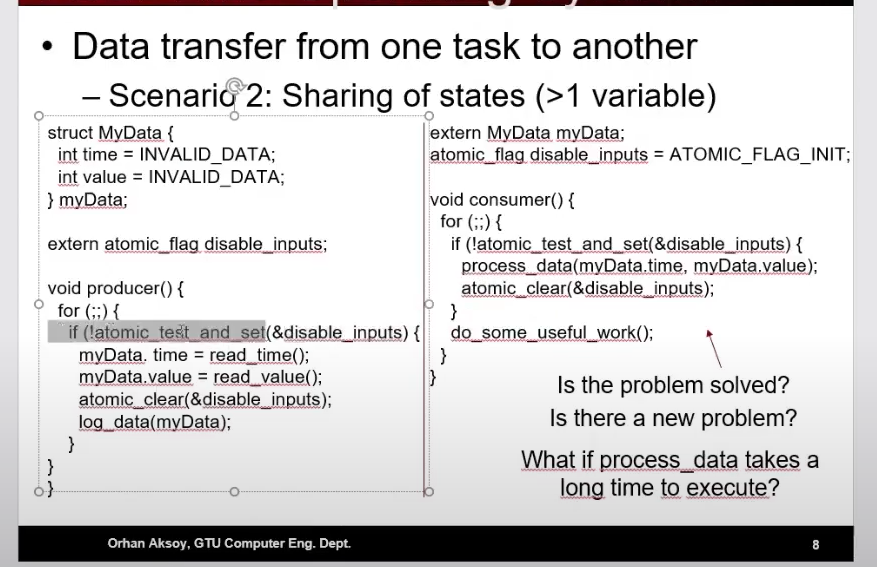 • Data transfer from one task to another
– Scenario 2: Sharing of states (>1 variable)
struct MyData {
int time = INVALID_DATA;
int value = INVALID_DATA;
} myData;
extern atomic_flag disable_inputs;
void producer() {
for (;;) {
if (!atomic_test_and_set(&disable_inputs) {
myData. time = read_time();
myData.value = read_value();
atomic_clear(&disable_inputs);
log_data(myData);
}
}
}
extern MyData myData;
atomic_flag disable_inputs = ATOMIC_FLAG_INIT;
void consumer() {
for (;;) {
if (!atomic_test_and_set(&disable_inputs) {
process_data(myData.time, myData.value);
atomic_clear(&disable_inputs);
}
do_some_useful_work();
}
}
Is the problem solved?
Is there a new problem?
What if process_data takes a
long time to execute?
Orhan Aksoy, GTU Computer Eng. Dept.
8